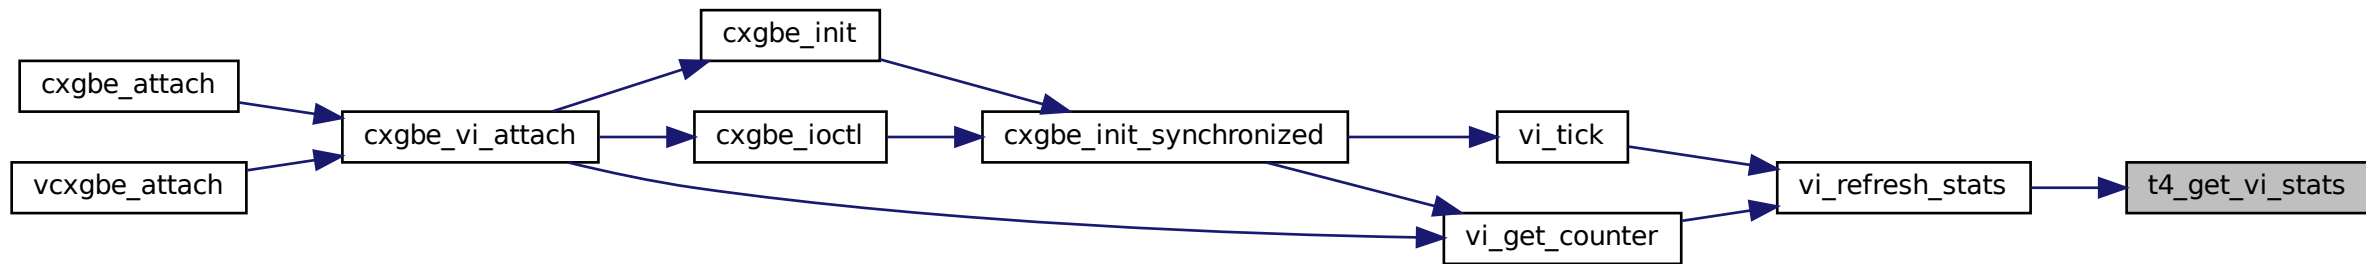 cxgbe_init
cxgbe_attach
cxgbe_vi_attach
cxgbe_ioctl
cxgbe_init_synchronized
vi_tick
vcxgbe_attach
vi_refresh_stats
t4_get_vi_stats
vi_get_counter